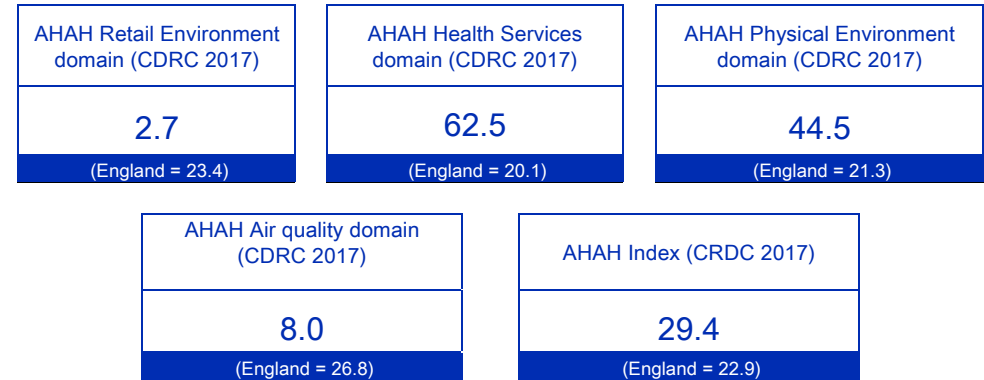 AHAH Retail Environment
domain (CDRC 2017)
2.7
(England = 23.4)
AHAH Health Services
domain (CDRC 2017)
62.5
(England = 20.1)
AHAH Physical Environment
domain (CDRC 2017)
44.5
(England = 21.3)
AHAH Air quality domain
(CDRC 2017)
8.0
(England = 26.8)
AHAH Index (CRDC 2017)
29.4
(England = 22.9)